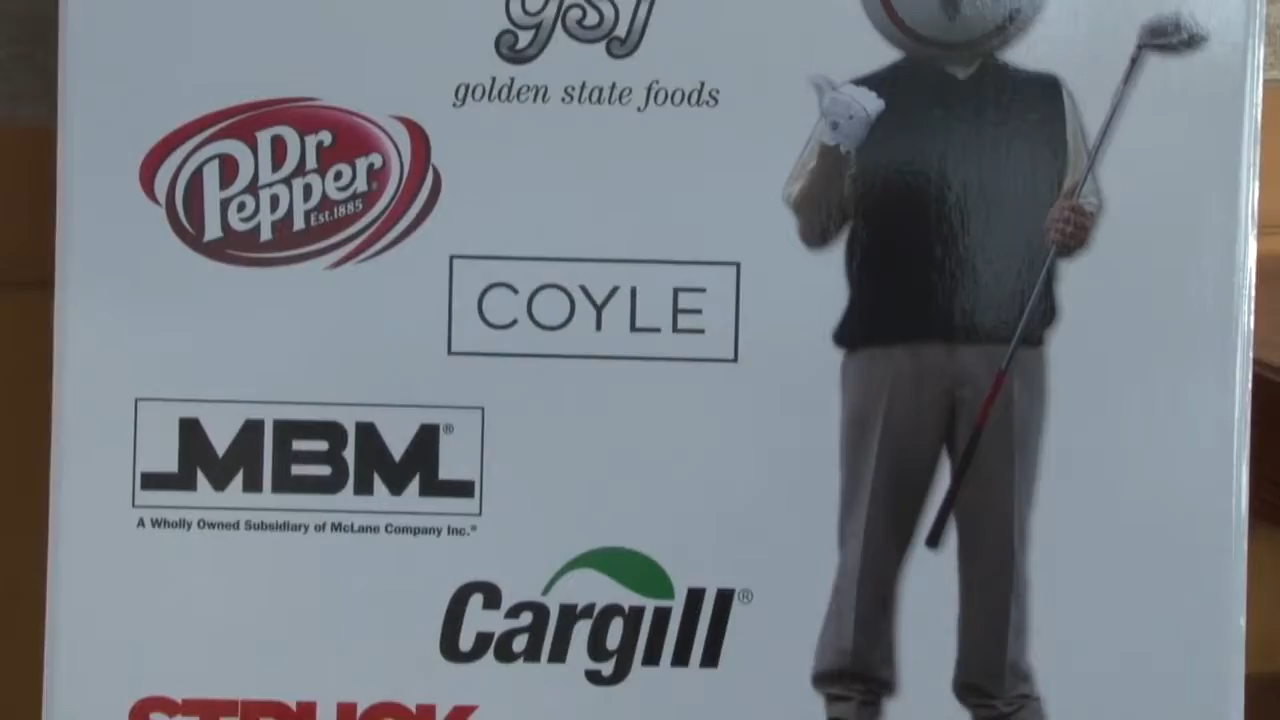 gsf
golden state foods
Dr
Pepper
Est.1885
COYLE
MBM®
A Wholly Owned Subsidiary of McLane Company Inc.®
Cargill®